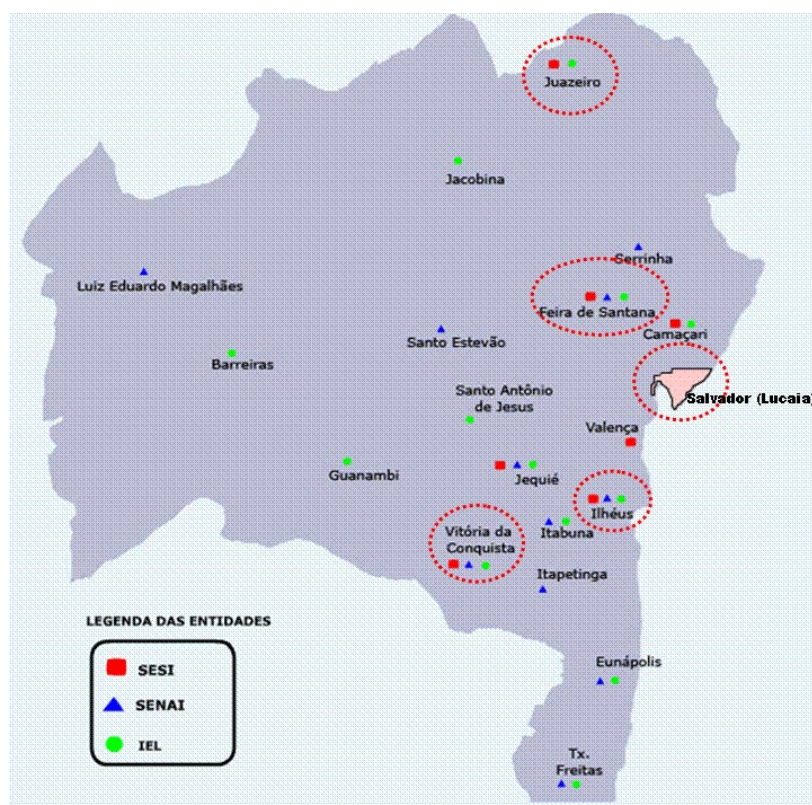 Juazeiro
Jacobina
Serrinha
Luiz Eduardo Magalhães
Feira de Santana
Camaçari
Santo Estevão
Barreiras
Salvador (Lucaia)
Santo Antônio
de Jesus
Valença
Guanambi
Jequié
Ilhéus
Vitória da
Conquista
Itabuna
Itapetinga
LEGENDA DAS ENTIDADES
SESI
SENAI
IEL
Eunápolis
Tx.
Freitas